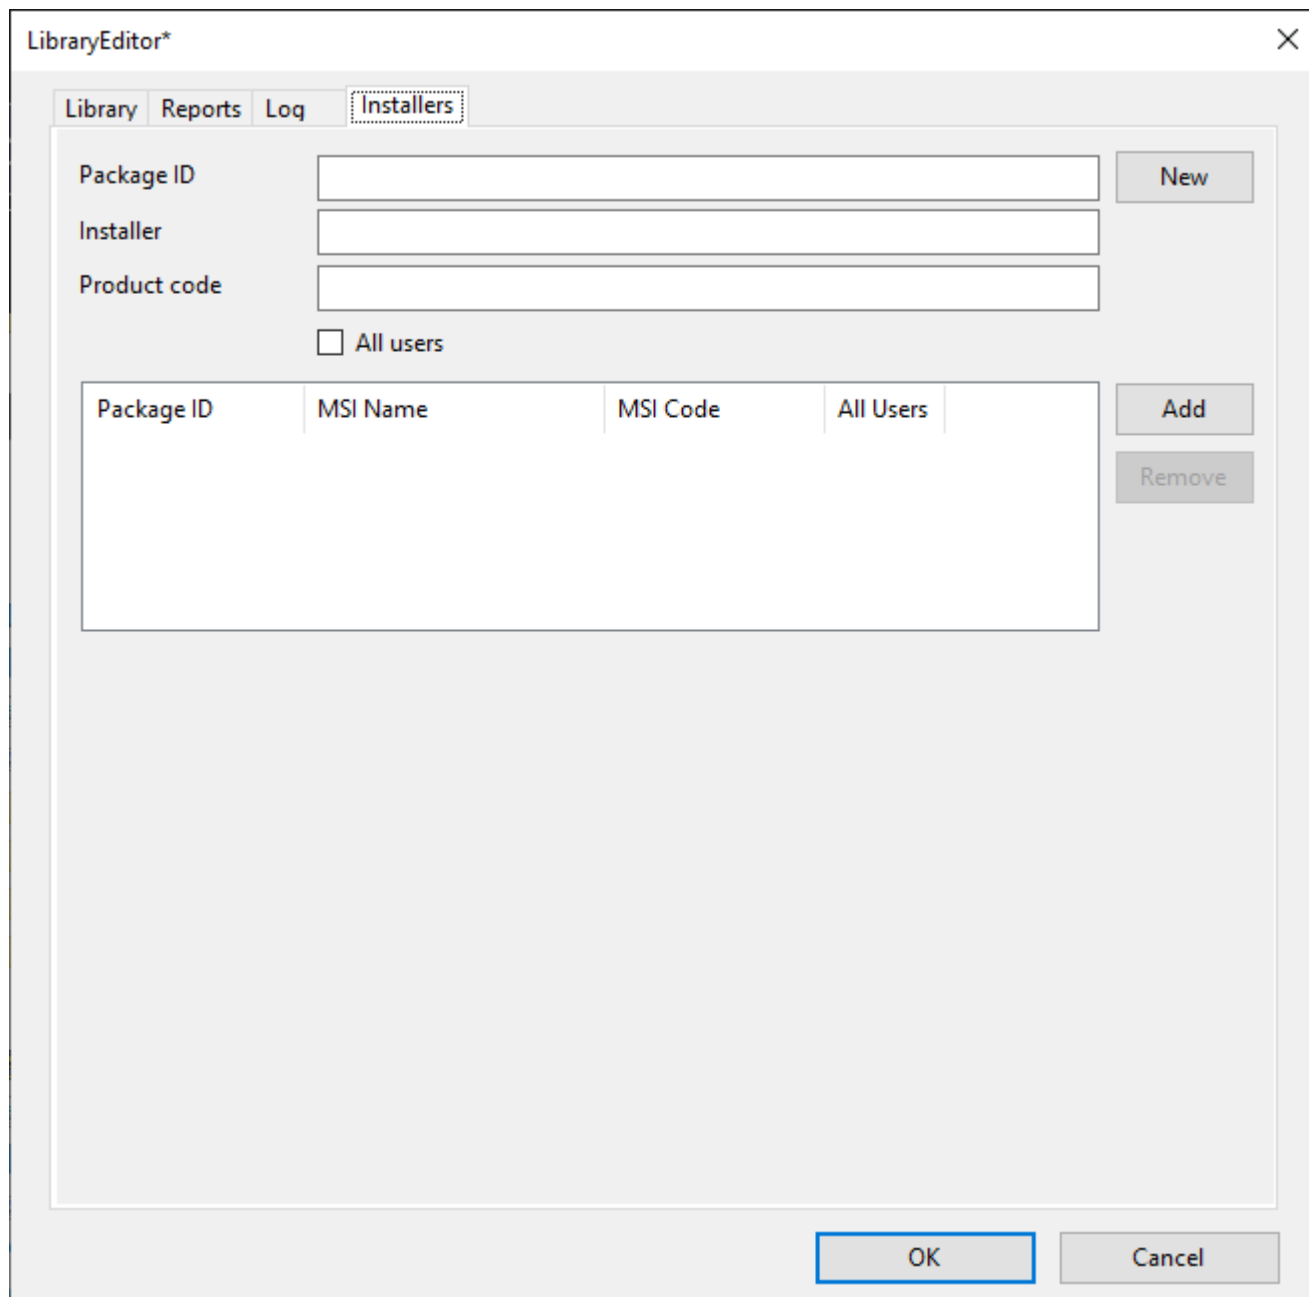 LibraryEditor*
Library Reports Log Installers
Package ID New
Installer
Product code
All users
Package ID MSI Name MSI Code All Users Add
Remove
OK Cancel